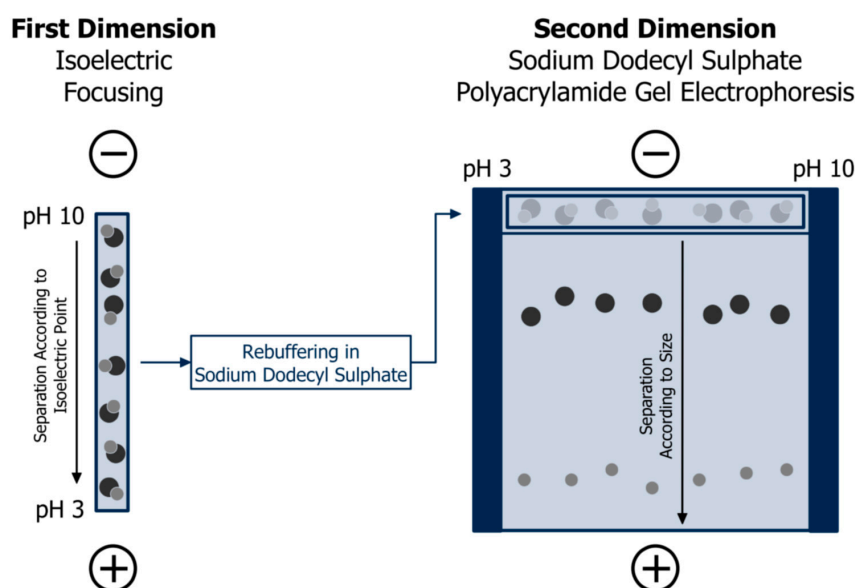 First Dimension
Isoelectric
Focusing
−
pH 10
Separation According to
Isoelectric Point
pH 3
+
Rebuffering in
Sodium Dodecyl Sulphate
Second Dimension
Sodium Dodecyl Sulphate
Polyacrylamide Gel Electrophoresis
−
pH 3
pH 10
Separation
According to Size
+